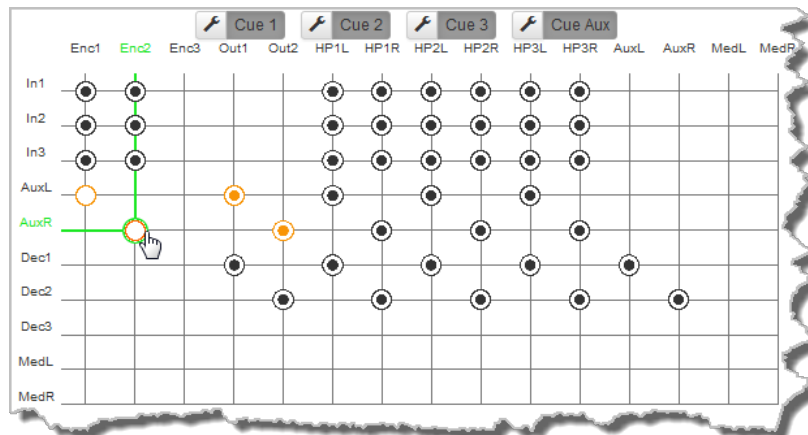 Cue 1 Cue 2 Cue 3 Cue Aux
Enc1 Enc2 Enc3 Out1 Out2 HP1L HP1R HP2L HP2R HP3L HP3R AuxL AuxR MedL MedR
In1
In2
In3
AuxL
AuxR
Dec1
Dec2
Dec3
MedL
MedR